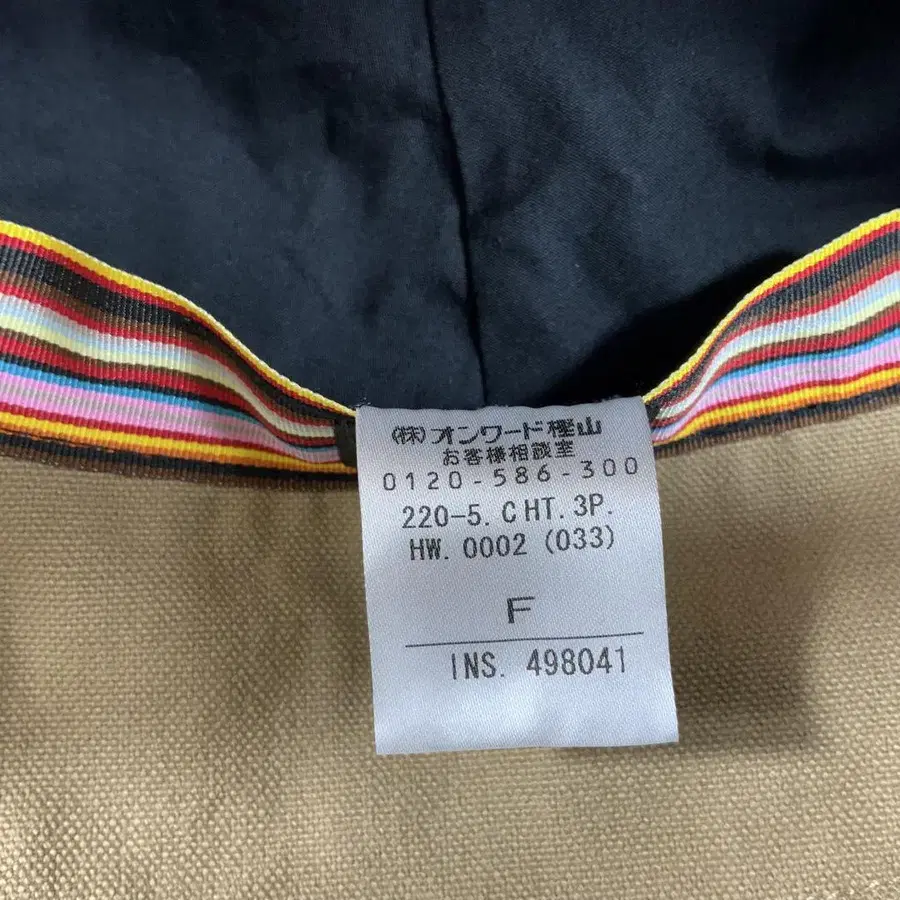 ㈱オンワード樫山
お客様相談室
0120-586-300
220-5. CHT. 3P.
HW. 0002 (033)
F
INS. 498041